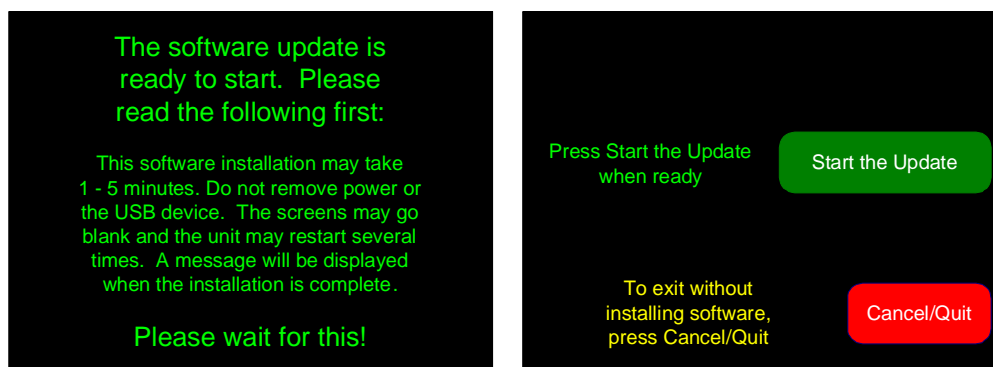 The software update is
ready to start.  Please
read the following first:
This software installation may take
1 - 5 minutes. Do not remove power or
the USB device.  The screens may go
blank and the unit may restart several
times.  A message will be displayed
when the installation is complete.
Please wait for this!
Press Start the Update
when ready
Start the Update
To exit without
installing software,
press Cancel/Quit
Cancel/Quit